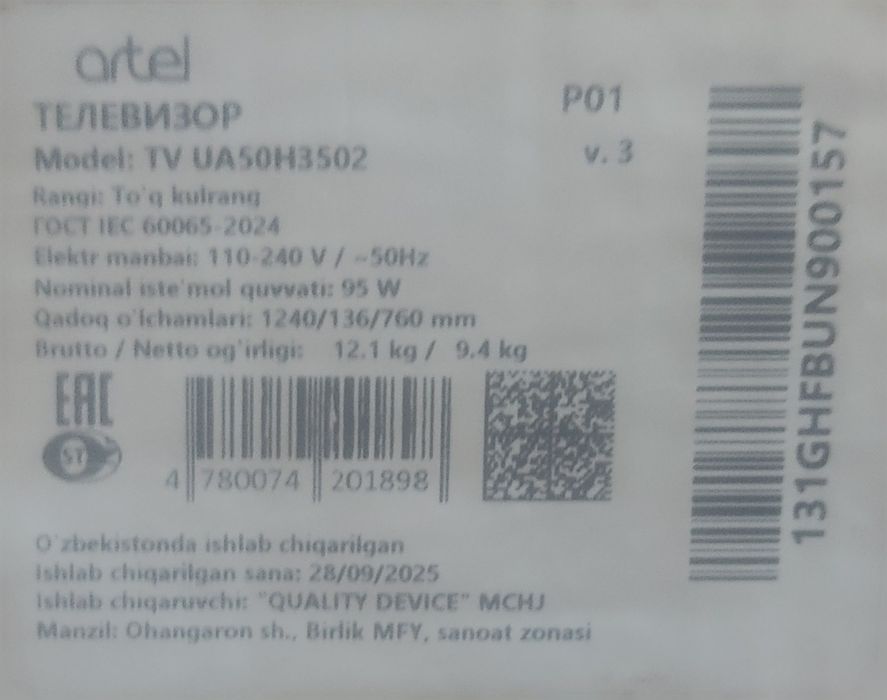 artel
ТЕЛЕВИЗОР
P01
Model: TV UA50H3502
v. 3
Rangi: To'q kulrang
ГОСТ IEC 60065-2024
Elektr manbai: 110-240 V / ~50Hz
Nominal iste'mol quvvati: 95 W
Qadoq o'lchamlari: 1240/136/760 mm
Brutto / Netto og'irligi: 12.1 kg / 9.4 kg
EAC
ST
4 780074 201898
131GHFBUN900157
O'zbekistonda ishlab chiqarilgan
Ishlab chiqarilgan sana: 28/09/2025
Ishlab chiqaruvchi: "QUALITY DEVICE" MCHJ
Manzil: Ohangaron sh., Birlik MFY, sanoat zonasi